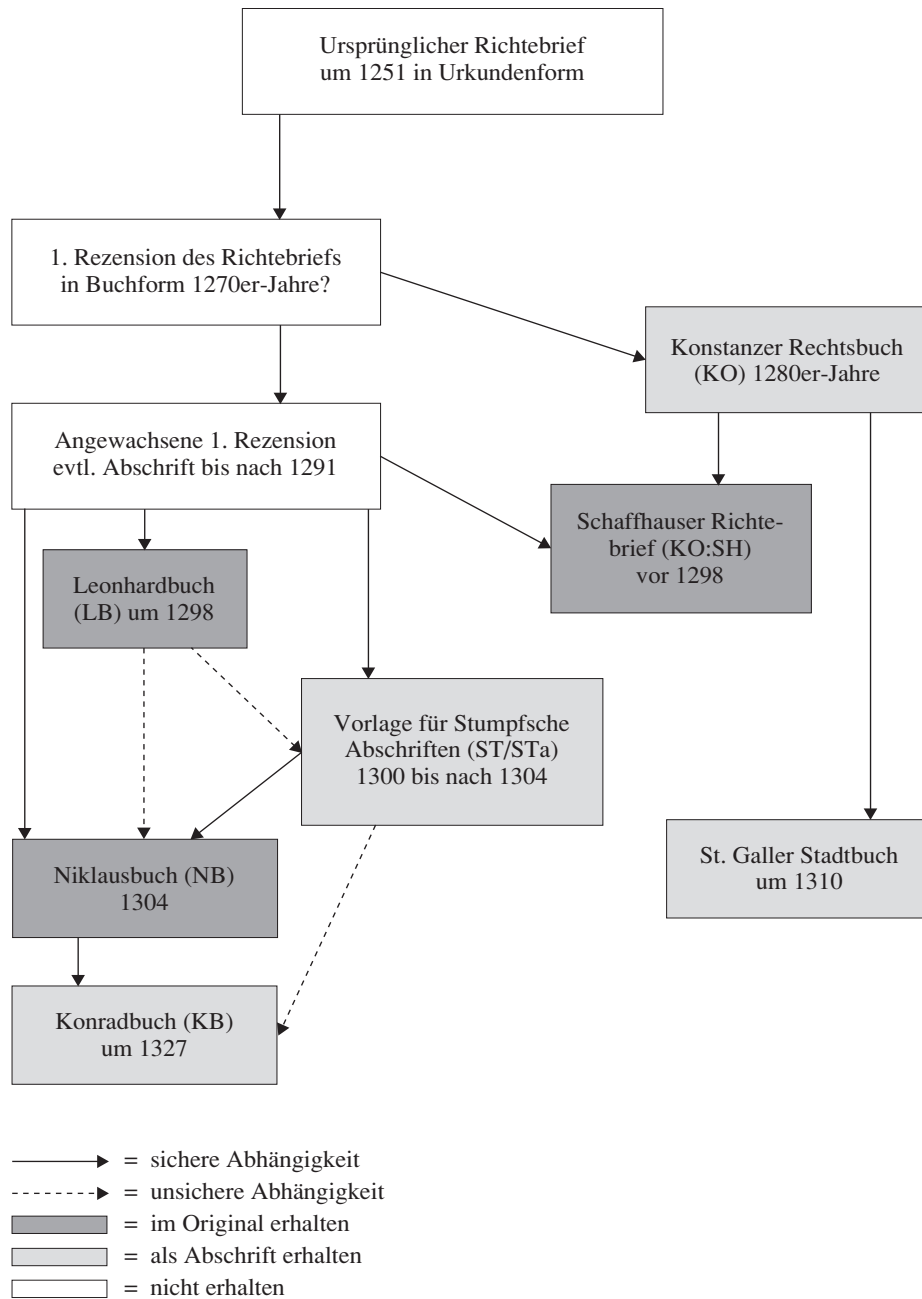 Ursprünglicher Richtebrief
um 1251 in Urkundenform
1. Rezension des Richtebriefs
in Buchform 1270er-Jahre?
Konstanzer Rechtsbuch
(KO) 1280er-Jahre
Angewachsene 1. Rezension
evtl. Abschrift bis nach 1291
Schaffhauser Richte-
brief (KO:SH)
vor 1298
Leonhardbuch
(LB) um 1298
Vorlage für Stumpfsche
Abschriften (ST/STa)
1300 bis nach 1304
Niklausbuch (NB)
1304
St. Galler Stadtbuch
um 1310
Konradbuch (KB)
um 1327
= sichere Abhängigkeit
= unsichere Abhängigkeit
= im Original erhalten
= als Abschrift erhalten
= nicht erhalten